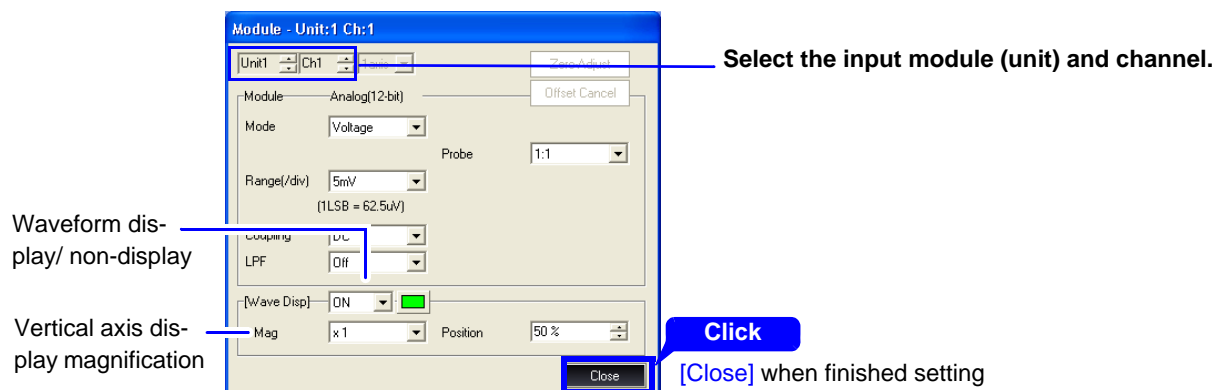 Module - Unit:1 Ch:1
Unit1 Ch1 1axis Zero Adjust
Select the input module (unit) and channel.
Module Analog(12-bit) Offset Cancel
Mode Voltage
Probe 1:1
Range(/div) 5mV
(1LSB = 62.5uV)
Waveform dis-
play/ non-display
Coupling DC
LPF Off
[Wave Disp] ON
Vertical axis dis-
play magnification
Mag x 1 Position 50 %
Click
Close
[Close] when finished setting